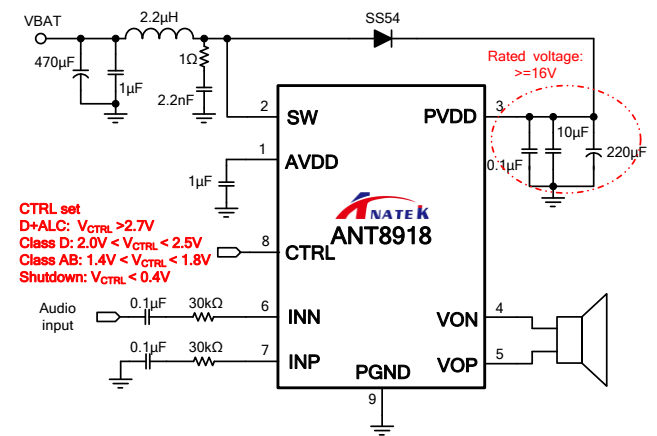 VBAT
2.2µH
SS54
470µF
1µF
1Ω
2.2nF
Rated voltage:
>=16V
2
SW
PVDD
3
0.1µF
10µF
220µF
1
AVDD
1µF
ANATEK
ANT8918
CTRL set
D+ALC: VCTRL >2.7V
Class D: 2.0V < VCTRL < 2.5V
Class AB: 1.4V < VCTRL < 1.8V
Shutdown: VCTRL < 0.4V
8
CTRL
Audio
input
0.1µF
30kΩ
6
INN
VON
4
0.1µF
30kΩ
7
INP
VOP
5
PGND
9